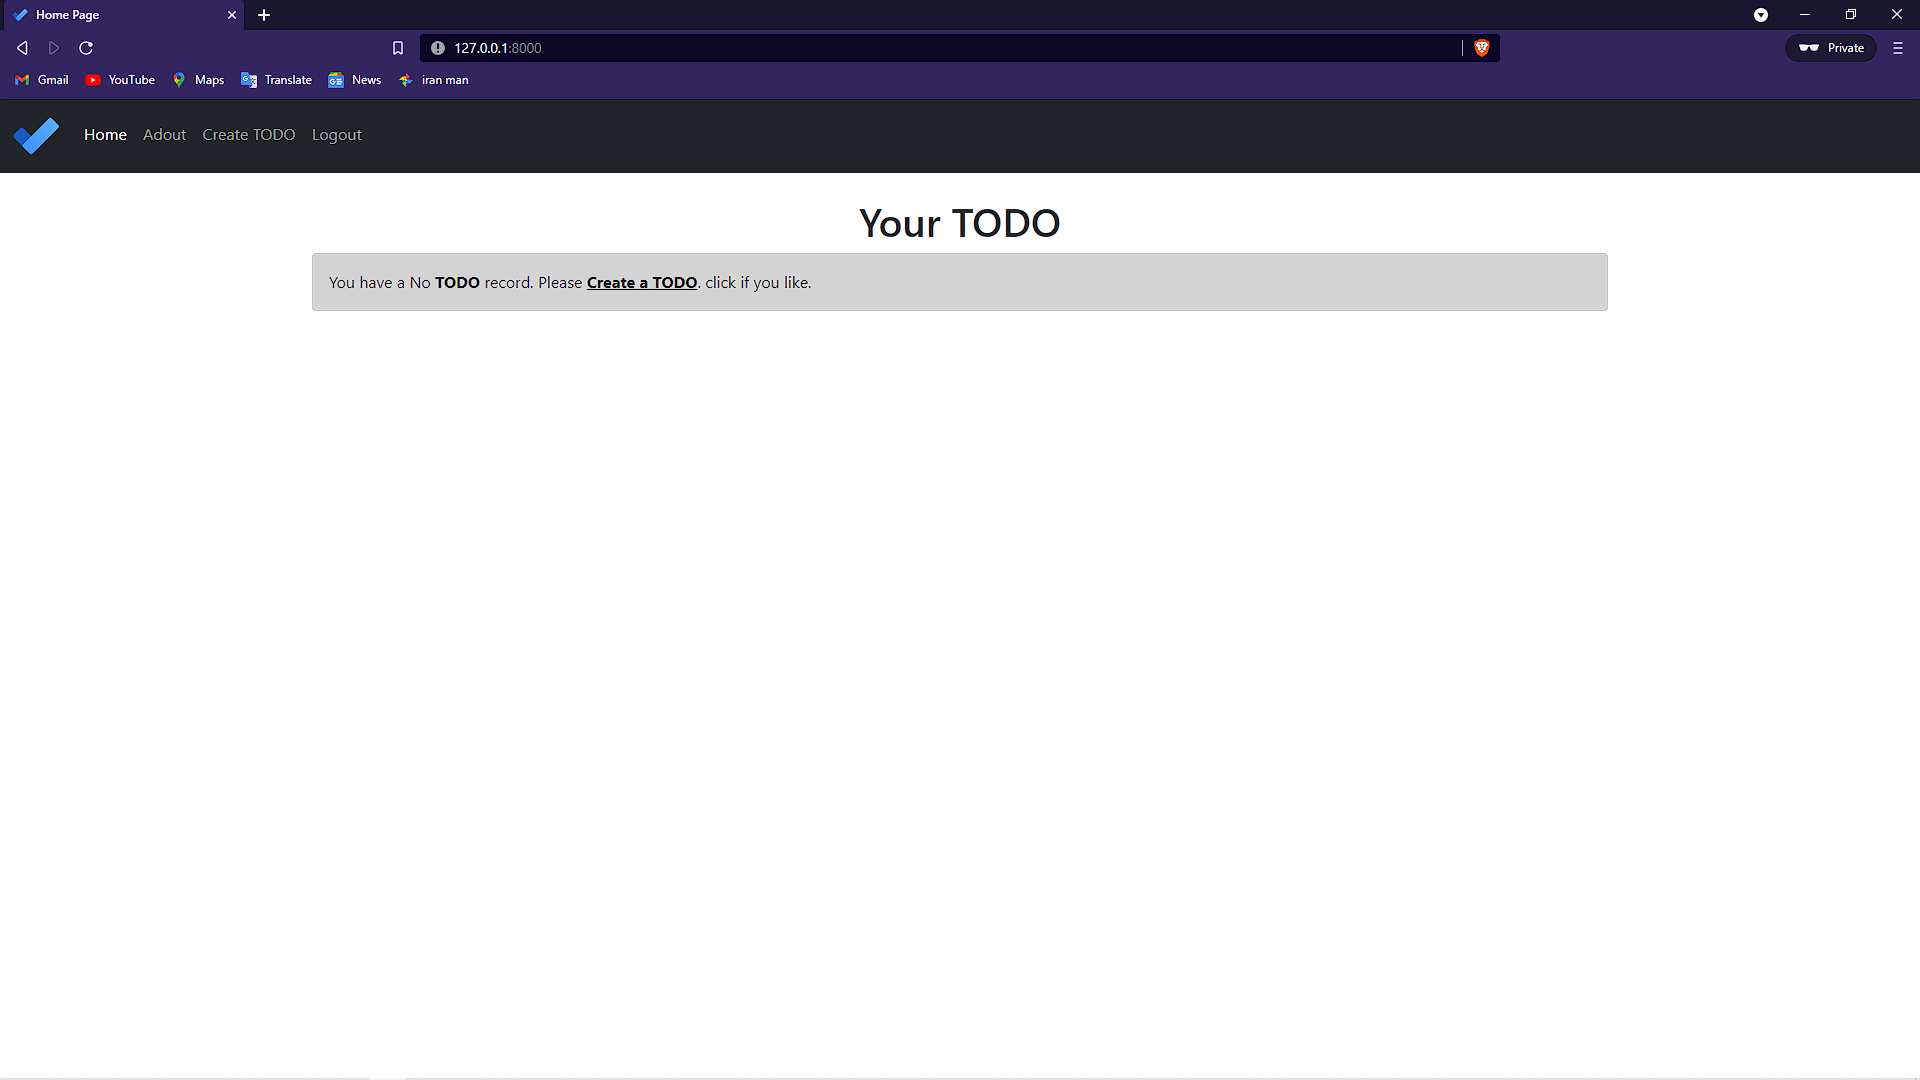 Home Page
127.0.0.1:8000
Private
Gmail YouTube Maps Translate News iran man
Home Adout Create TODO Logout
Your TODO
You have a No TODO record. Please Create a TODO. click if you like.